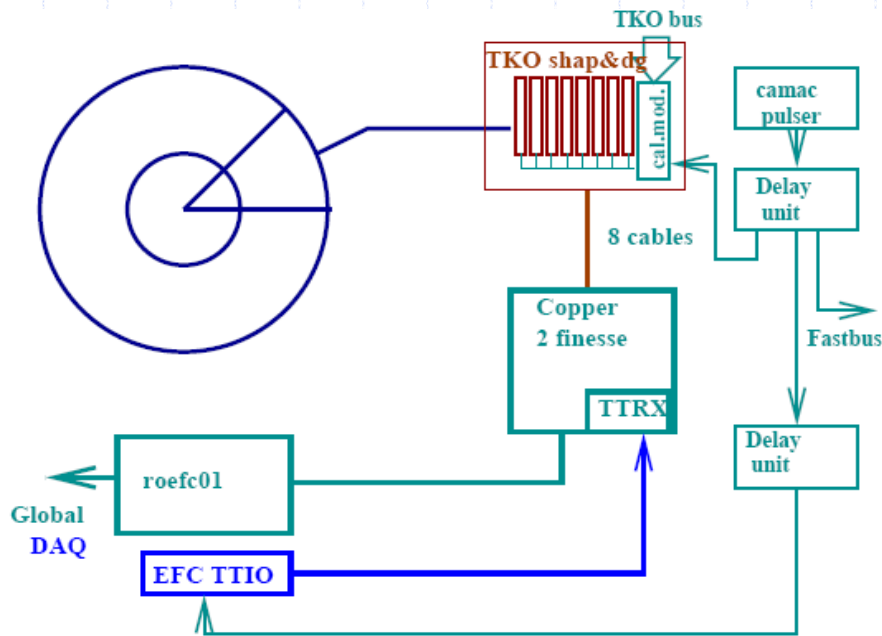 TKO bus
TKO shap&dg
cal.mod.
camac
pulser
Delay
unit
8 cables
Copper
2 finesse
TTRX
Fastbus
Delay
unit
roefc01
Global
DAQ
EFC TTIO